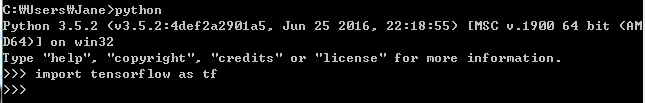 C:₩Users₩Jane>python
Python 3.5.2 (v3.5.2:4def2a2901a5, Jun 25 2016, 22:18:55) [MSC v.1900 64 bit (AM
D64)] on win32
Type "help", "copyright", "credits" or "license" for more information.
>>> import tensorflow as tf
>>>